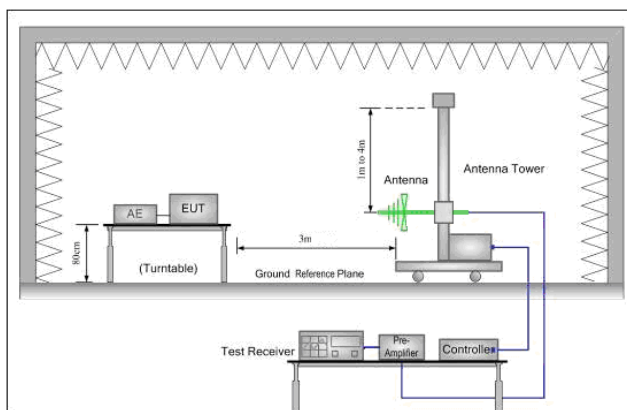 1m to 4m
Antenna
Antenna Tower
AE
EUT
80cm
(Turntable)
3m
Ground Reference Plane
Test Receiver
Pre-
Amplifier
Controller